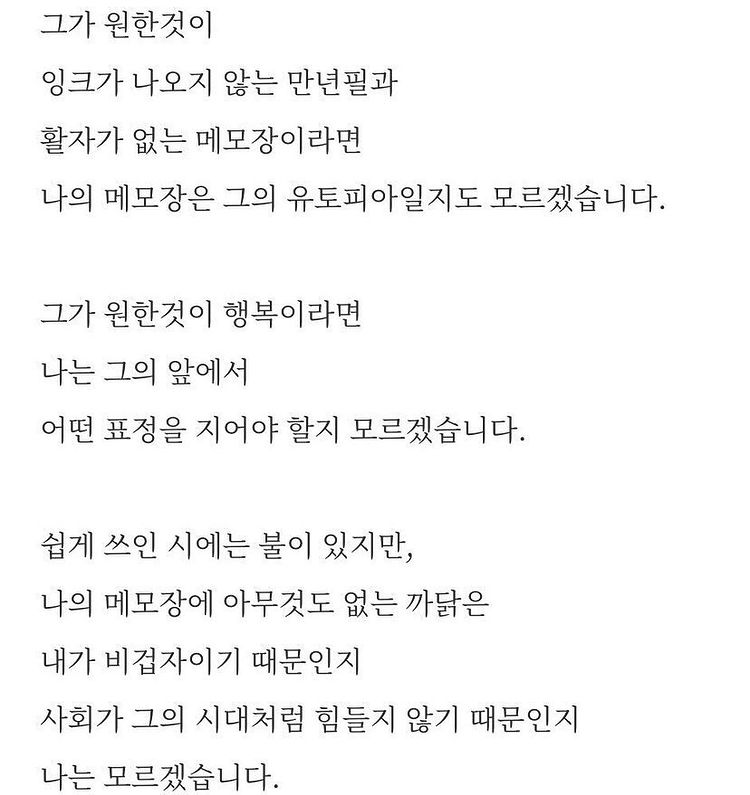 그가 원한것이
잉크가 나오지 않는 만년필과
활자가 없는 메모장이라면
나의 메모장은 그의 유토피아일지도 모르겠습니다.
그가 원한것이 행복이라면
나는 그의 앞에서
어떤 표정을 지어야 할지 모르겠습니다.
쉽게 쓰인 시에는 불이 있지만,
나의 메모장에 아무것도 없는 까닭은
내가 비겁자이기 때문인지
사회가 그의 시대처럼 힘들지 않기 때문인지
나는 모르겠습니다.